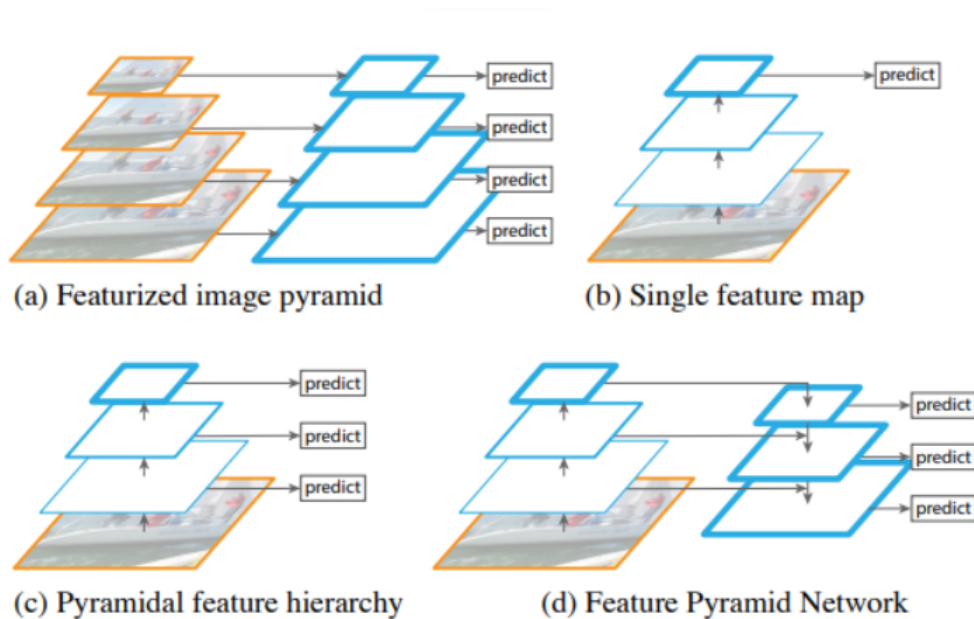 predict
predict
predict
predict
predict
(a) Featurized image pyramid
(b) Single feature map
predict
predict
predict
predict
predict
predict
(c) Pyramidal feature hierarchy
(d) Feature Pyramid Network